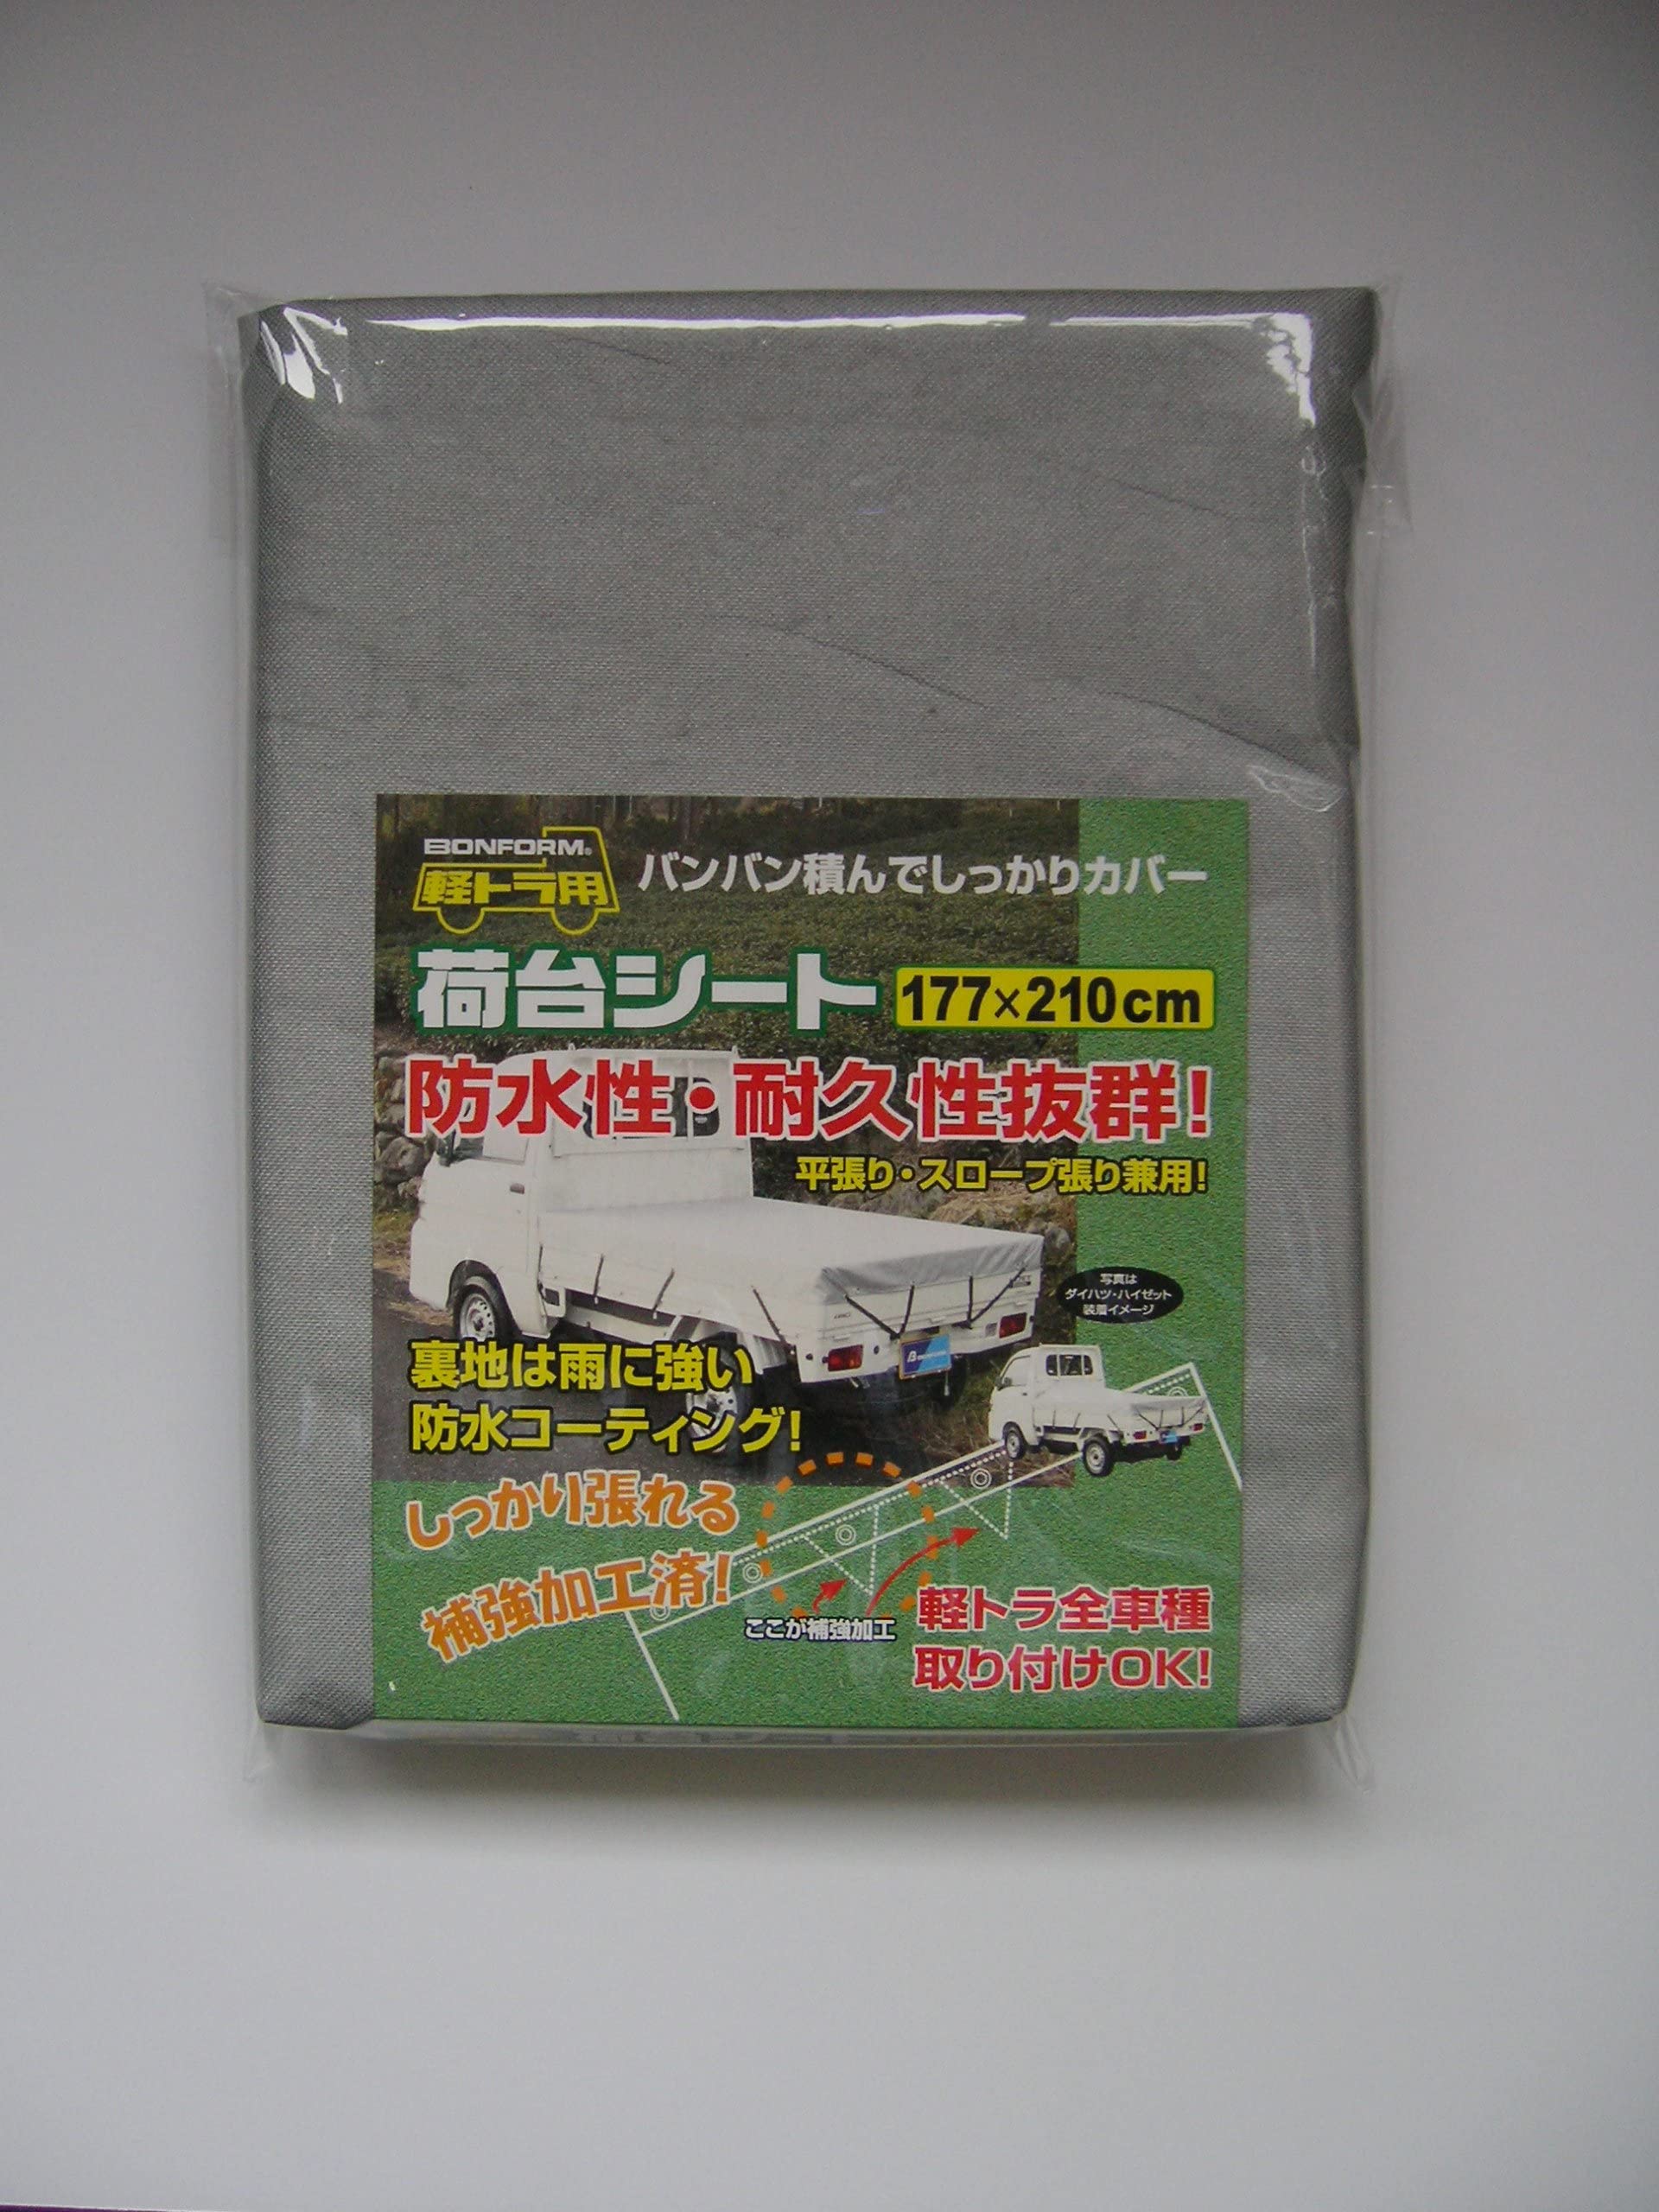 BONFORM®
軽トラ用
バンバン積んでしっかりカバー
荷台シート
177×210cm
防水性・耐久性抜群!
平張り・スロープ張り兼用!
写真は
ダイハツ・ハイゼット
装着イメージ
裏地は雨に強い
防水コーティング!
しっかり張れる
補強加工済!
ここが補強加工
軽トラ全車種
取り付けOK!